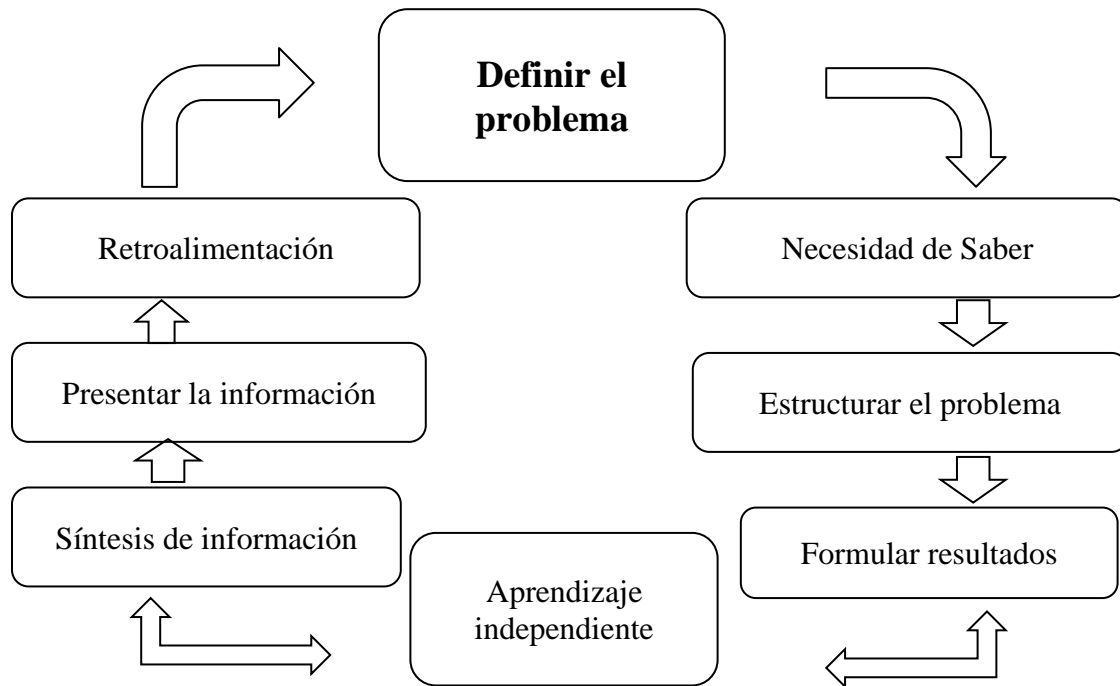 Definir el
problema
Retroalimentación
Necesidad de Saber
Presentar la información
Estructurar el problema
Síntesis de información
Formular resultados
Aprendizaje
independiente